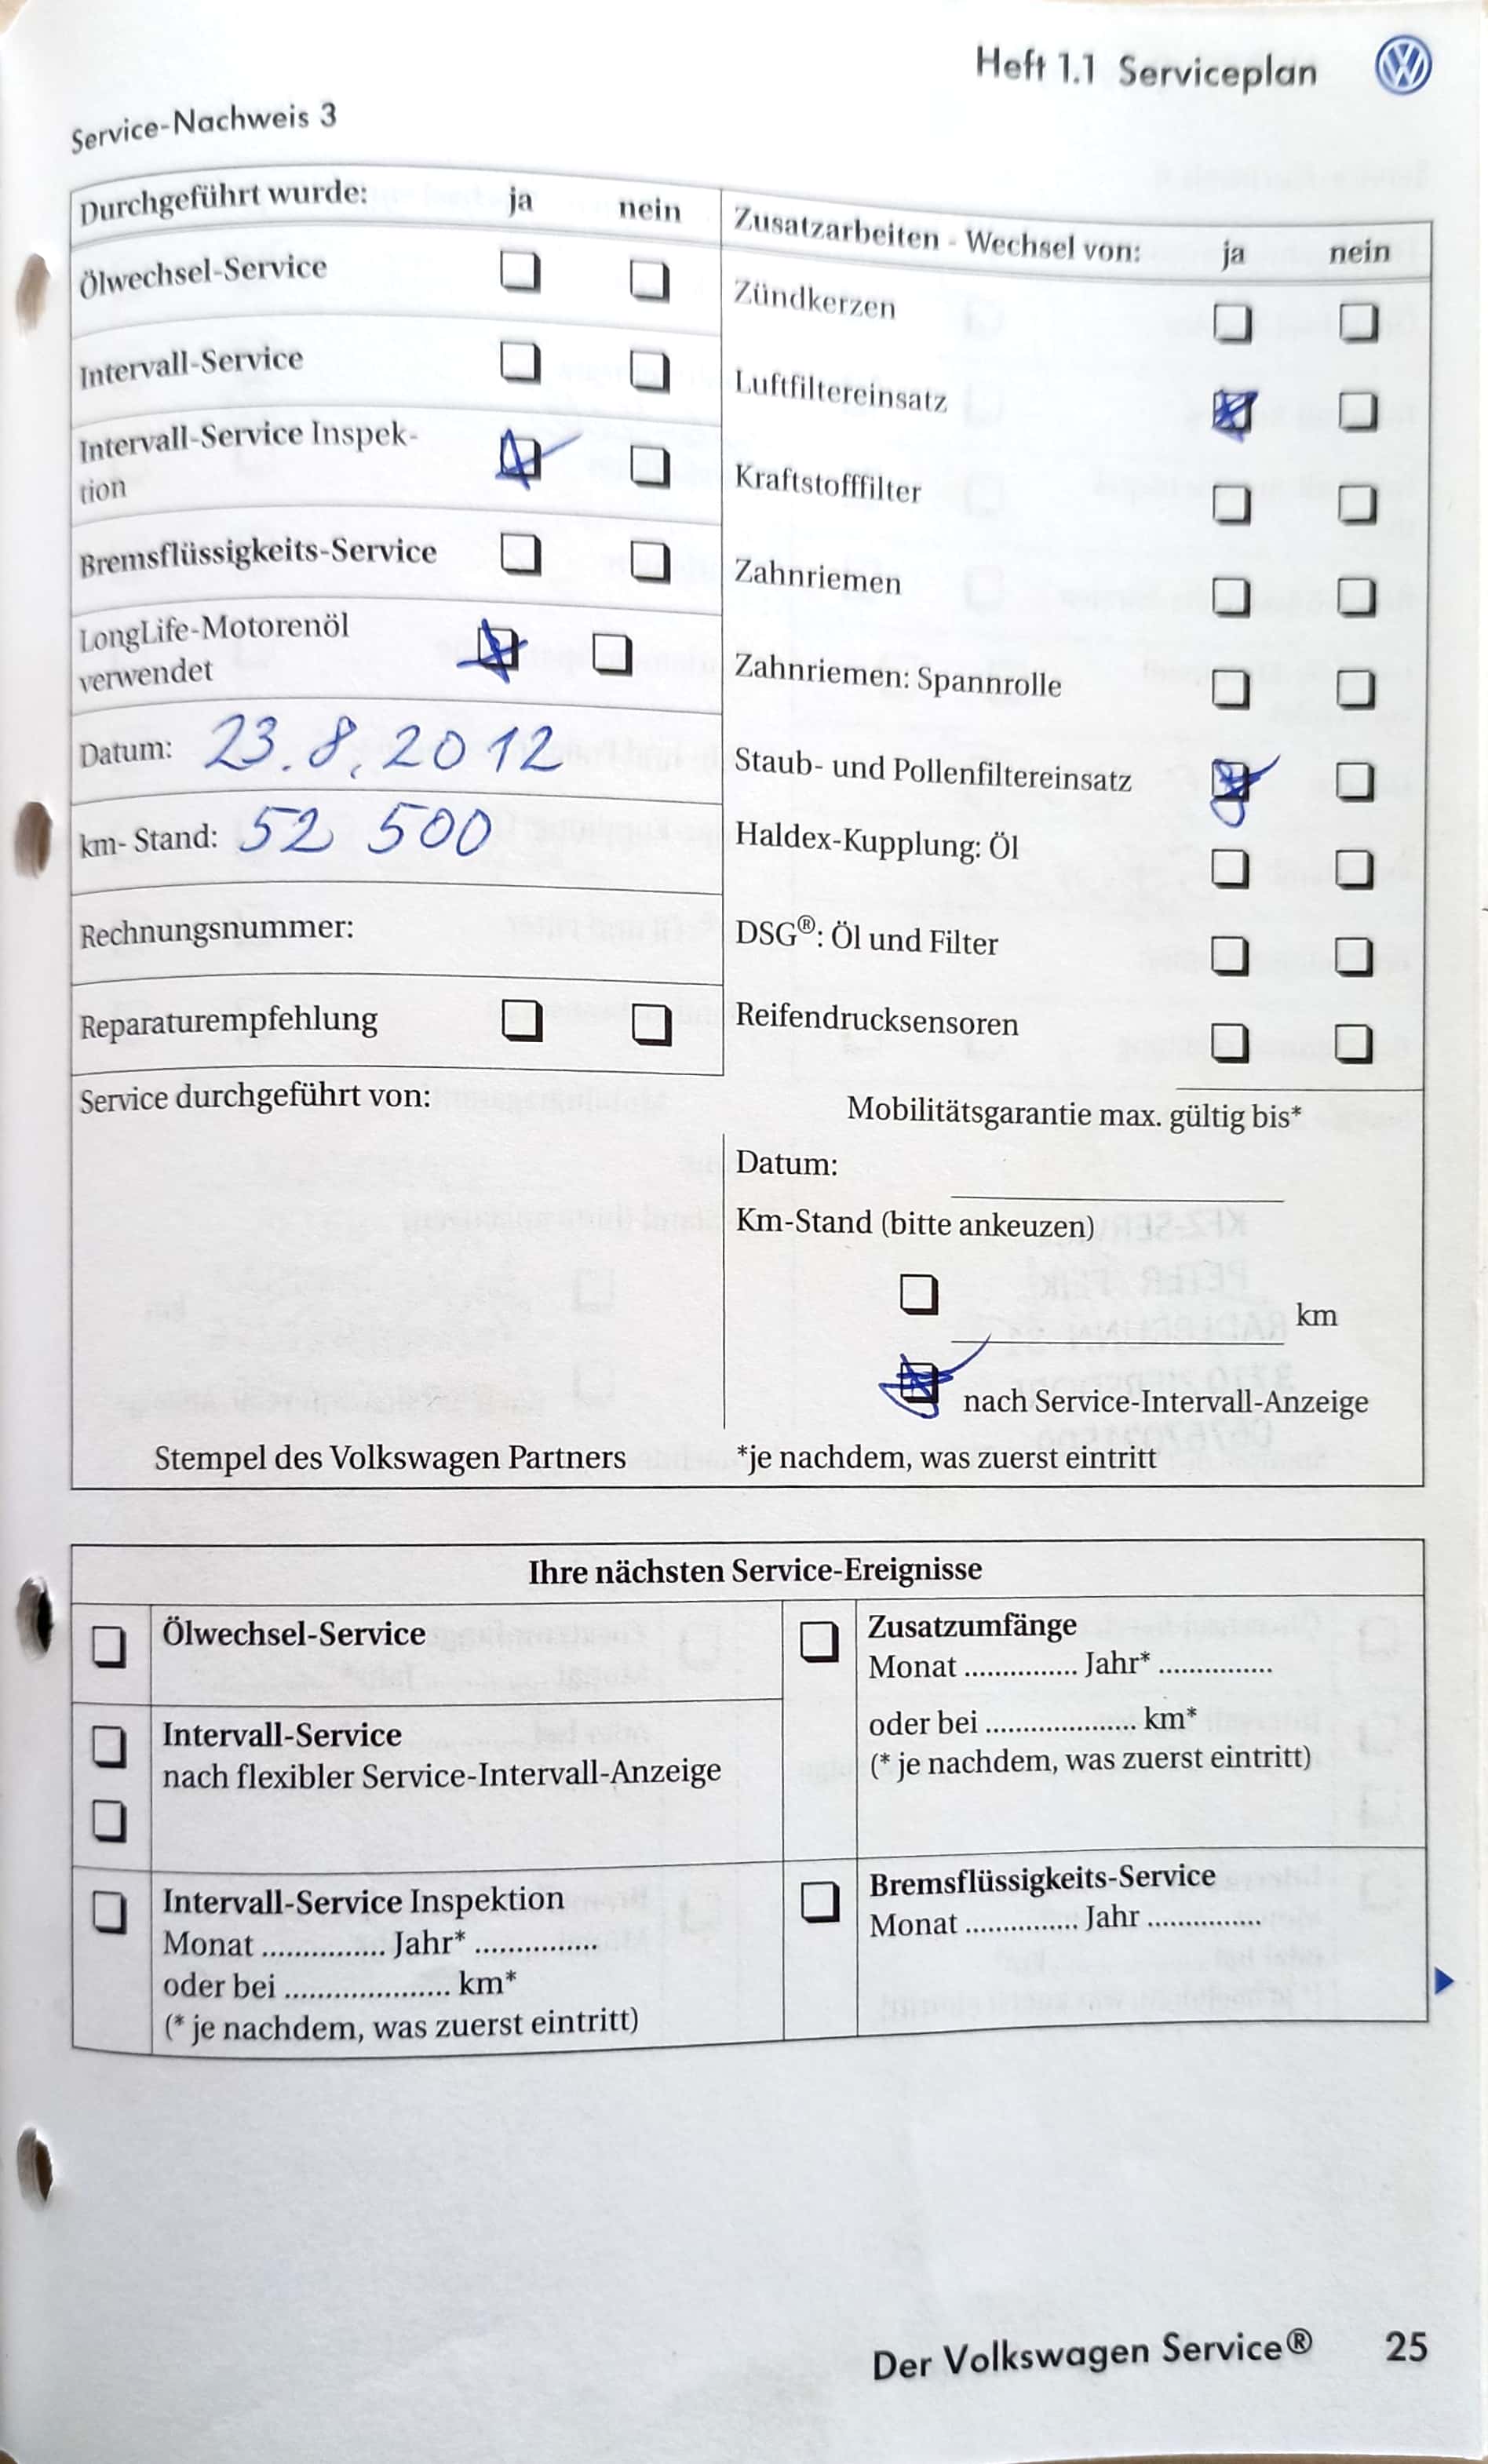 Heft 1.1 Serviceplan
Service-Nachweis 3
Durchgeführt wurde: ja nein
Ölwechsel-Service
Intervall-Service
Intervall-Service Inspek-
tion
Bremsflüssigkeits-Service
LongLife-Motorenöl
verwendet
Datum: 23.8.2012
km- Stand: 52 500
Rechnungsnummer:
Reparaturempfehlung
Service durchgeführt von:
Stempel des Volkswagen Partners
Zusatzarbeiten - Wechsel von: ja nein
Zündkerzen
Luftfiltereinsatz
Kraftstofffilter
Zahnriemen
Zahnriemen: Spannrolle
Staub- und Pollenfiltereinsatz
Haldex-Kupplung: Öl
DSG®: Öl und Filter
Reifendrucksensoren
Mobilitätsgarantie max. gültig bis*
Datum:
Km-Stand (bitte ankeuzen)
km
nach Service-Intervall-Anzeige
*je nachdem, was zuerst eintritt
Ihre nächsten Service-Ereignisse
Ölwechsel-Service
Intervall-Service
nach flexibler Service-Intervall-Anzeige
Intervall-Service Inspektion
Monat ............... Jahr* ...............
oder bei .................... km*
(* je nachdem, was zuerst eintritt)
Zusatzumfänge
Monat ............... Jahr* ...............
oder bei .................... km*
(* je nachdem, was zuerst eintritt)
Bremsflüssigkeits-Service
Monat ............... Jahr ...............
Der Volkswagen Service® 25